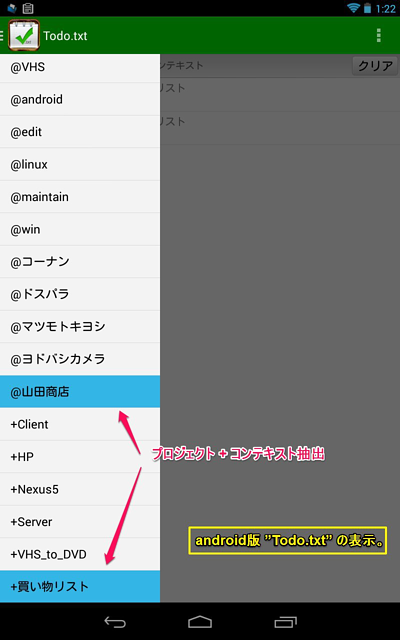 1:22
Todo.txt
@VHS
ンテキスト
クリア
リスト
@android
リスト
@edit
@linux
@maintain
@win
@コーナン
@ドスパラ
@マツモトキヨシ
@ヨドバシカメラ
@山田商店
+Client
プロジェクト + コンテキスト抽出
+HP
+Nexus5
+Server
android版 ”Todo.txt” の表示。
+VHS_to_DVD
+買い物リスト